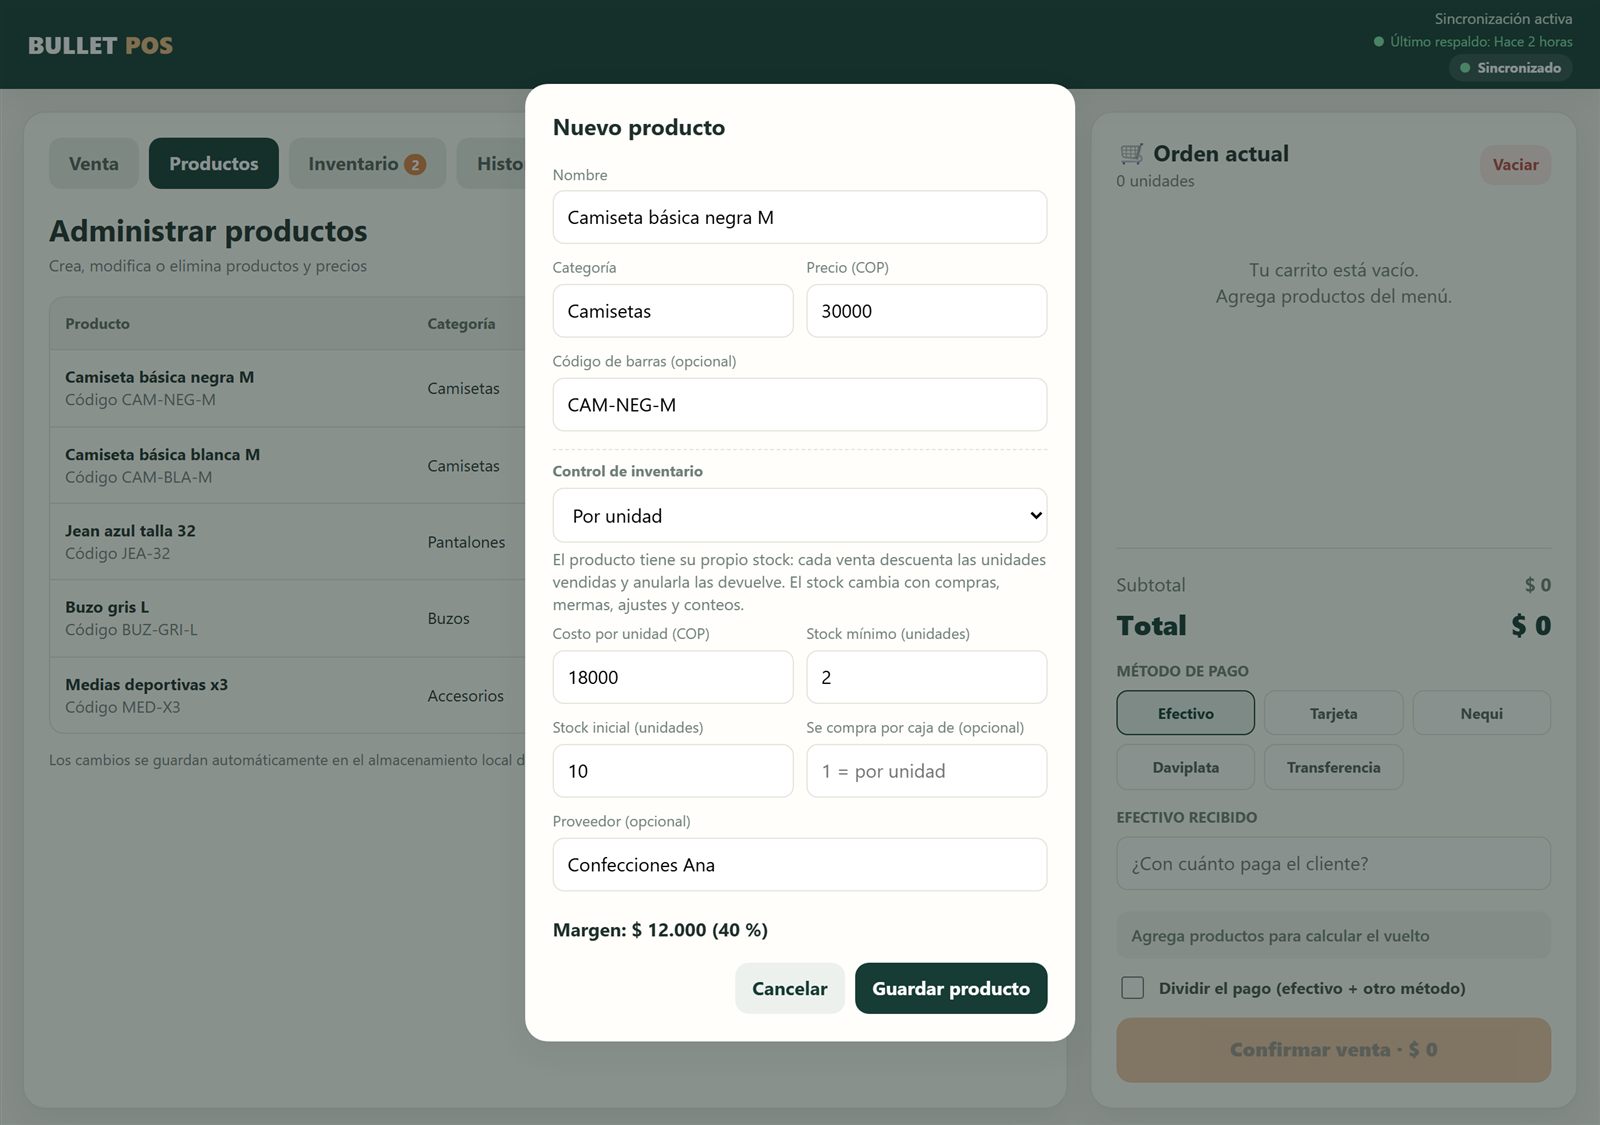 BULLET POS
Sincronización activa
Último respaldo: Hace 2 horas
Sincronizado
Venta
Productos
Inventario 2
Histo
Administrar productos
Crea, modifica o elimina productos y precios
Producto
Categoría
Camiseta básica negra M
Código CAM-NEG-M
Camisetas
Camiseta básica blanca M
Código CAM-BLA-M
Camisetas
Jean azul talla 32
Código JEA-32
Pantalones
Buzo gris L
Código BUZ-GRI-L
Buzos
Medias deportivas x3
Código MED-X3
Accesorios
Los cambios se guardan automáticamente en el almacenamiento local d
Nuevo producto
Nombre
Camiseta básica negra M
Categoría
Precio (COP)
Camisetas
30000
Código de barras (opcional)
CAM-NEG-M
Control de inventario
Por unidad
El producto tiene su propio stock: cada venta descuenta las unidades
vendidas y anularla las devuelve. El stock cambia con compras,
mermas, ajustes y conteos.
Costo por unidad (COP)
Stock mínimo (unidades)
18000
2
Stock inicial (unidades)
Se compra por caja de (opcional)
10
1 = por unidad
Proveedor (opcional)
Confecciones Ana
Margen: $ 12.000 (40 %)
Cancelar
Guardar producto
Orden actual
0 unidades
Vaciar
Tu carrito está vacío.
Agrega productos del menú.
Subtotal
$ 0
Total
$ 0
MÉTODO DE PAGO
Efectivo
Tarjeta
Nequi
Daviplata
Transferencia
EFECTIVO RECIBIDO
¿Con cuánto paga el cliente?
Agrega productos para calcular el vuelto
Dividir el pago (efectivo + otro método)
Confirmar venta · $ 0